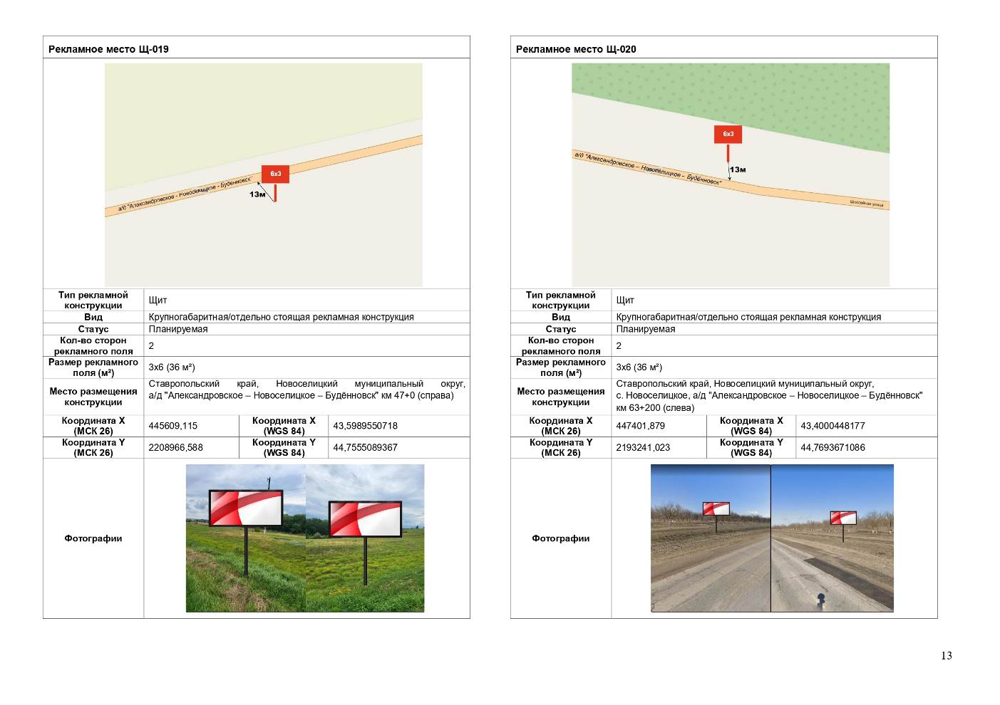 Рекламное место Щ-019
6х3
13м
а/д "Александровское - Новоселицкое - Будённовск"
Тип рекламной
конструкции
Щит
Вид
Крупногабаритная/отдельно стоящая рекламная конструкция
Статус
Планируемая
Кол-во сторон
рекламного поля
2
Размер рекламного
поля (м²)
3х6 (36 м²)
Место размещения
конструкции
Ставропольский край, Новоселицкий муниципальный округ,
а/д "Александровское – Новоселицкое – Будённовск" км 47+0 (справа)
Координата X
(МСК 26)
445609,115
Координата X
(WGS 84)
43,5989550718
Координата Y
(МСК 26)
2208966,588
Координата Y
(WGS 84)
44,7555089367
Фотографии
Рекламное место Щ-020
6х3
13м
а/д "Александровское – Новоселицкое – Будённовск"
Шоссейная улица
Тип рекламной
конструкции
Щит
Вид
Крупногабаритная/отдельно стоящая рекламная конструкция
Статус
Планируемая
Кол-во сторон
рекламного поля
2
Размер рекламного
поля (м²)
3х6 (36 м²)
Место размещения
конструкции
Ставропольский край, Новоселицкий муниципальный округ,
с. Новоселицкое, а/д "Александровское – Новоселицкое – Будённовск"
км 63+200 (слева)
Координата X
(МСК 26)
447401,879
Координата X
(WGS 84)
43,4000448177
Координата Y
(МСК 26)
2193241,023
Координата Y
(WGS 84)
44,7693671086
Фотографии
13